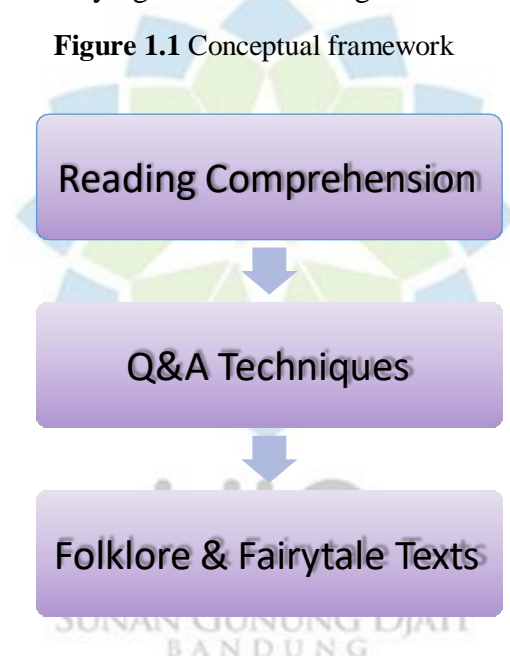 Figure 1.1 Conceptual framework
Reading Comprehension
Q&A Techniques
Folklore & Fairytale Texts
SUNAN GUNUNG DJATI
BANDUNG